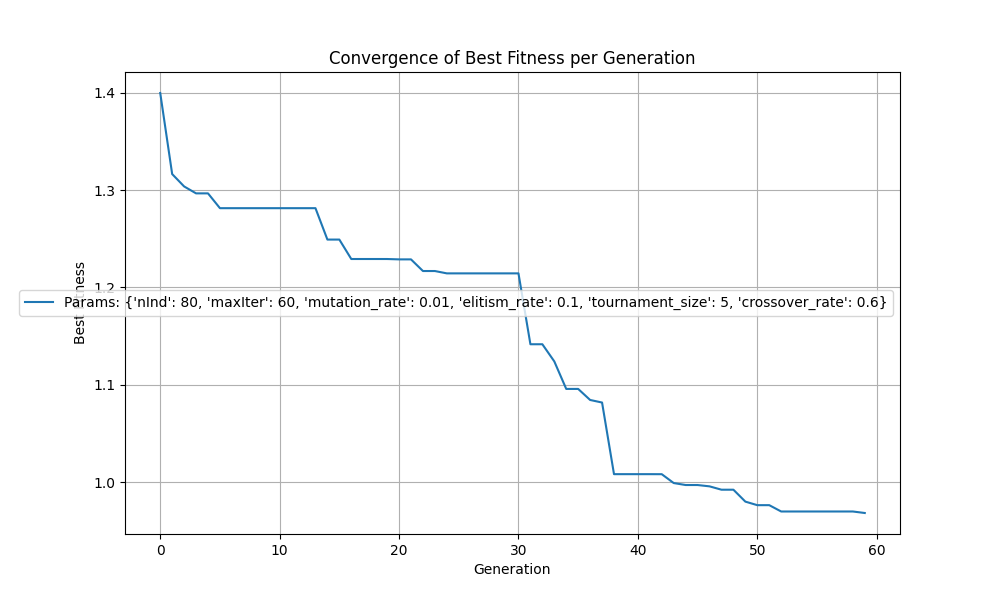 Convergence of Best Fitness per Generation
1.4
1.3
1.2
1.1
1.0
Best Fitness
Params: {'nInd': 80, 'maxIter': 60, 'mutation_rate': 0.01, 'elitism_rate': 0.1, 'tournament_size': 5, 'crossover_rate': 0.6}
0 10 20 30 40 50 60
Generation